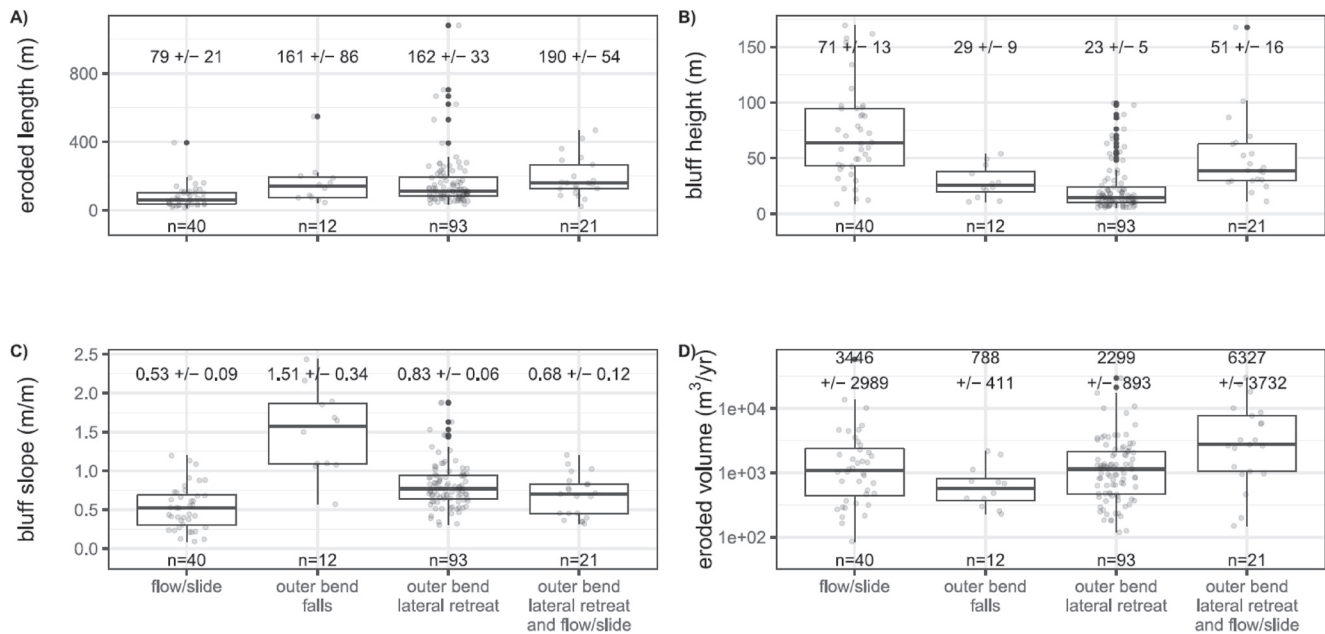 A)
eroded length (m)
800
400
0
79 +/− 21
161 +/− 86
162 +/− 33
190 +/− 54
n=40
n=12
n=93
n=21
B)
bluff height (m)
150
100
50
0
71 +/− 13
29 +/− 9
23 +/− 5
51 +/− 16
n=40
n=12
n=93
n=21
C)
bluff slope (m/m)
2.5
2.0
1.5
1.0
0.5
0.0
0.53 +/− 0.09
1.51 +/− 0.34
0.83 +/− 0.06
0.68 +/− 0.12
n=40
n=12
n=93
n=21
flow/slide
outer bend
falls
outer bend
lateral retreat
outer bend
lateral retreat
and flow/slide
D)
eroded volume (m³/yr)
1e+04
1e+03
1e+02
3446
+/− 2989
788
+/− 411
2299
+/− 893
6327
+/− 3732
n=40
n=12
n=93
n=21
flow/slide
outer bend
falls
outer bend
lateral retreat
outer bend
lateral retreat
and flow/slide